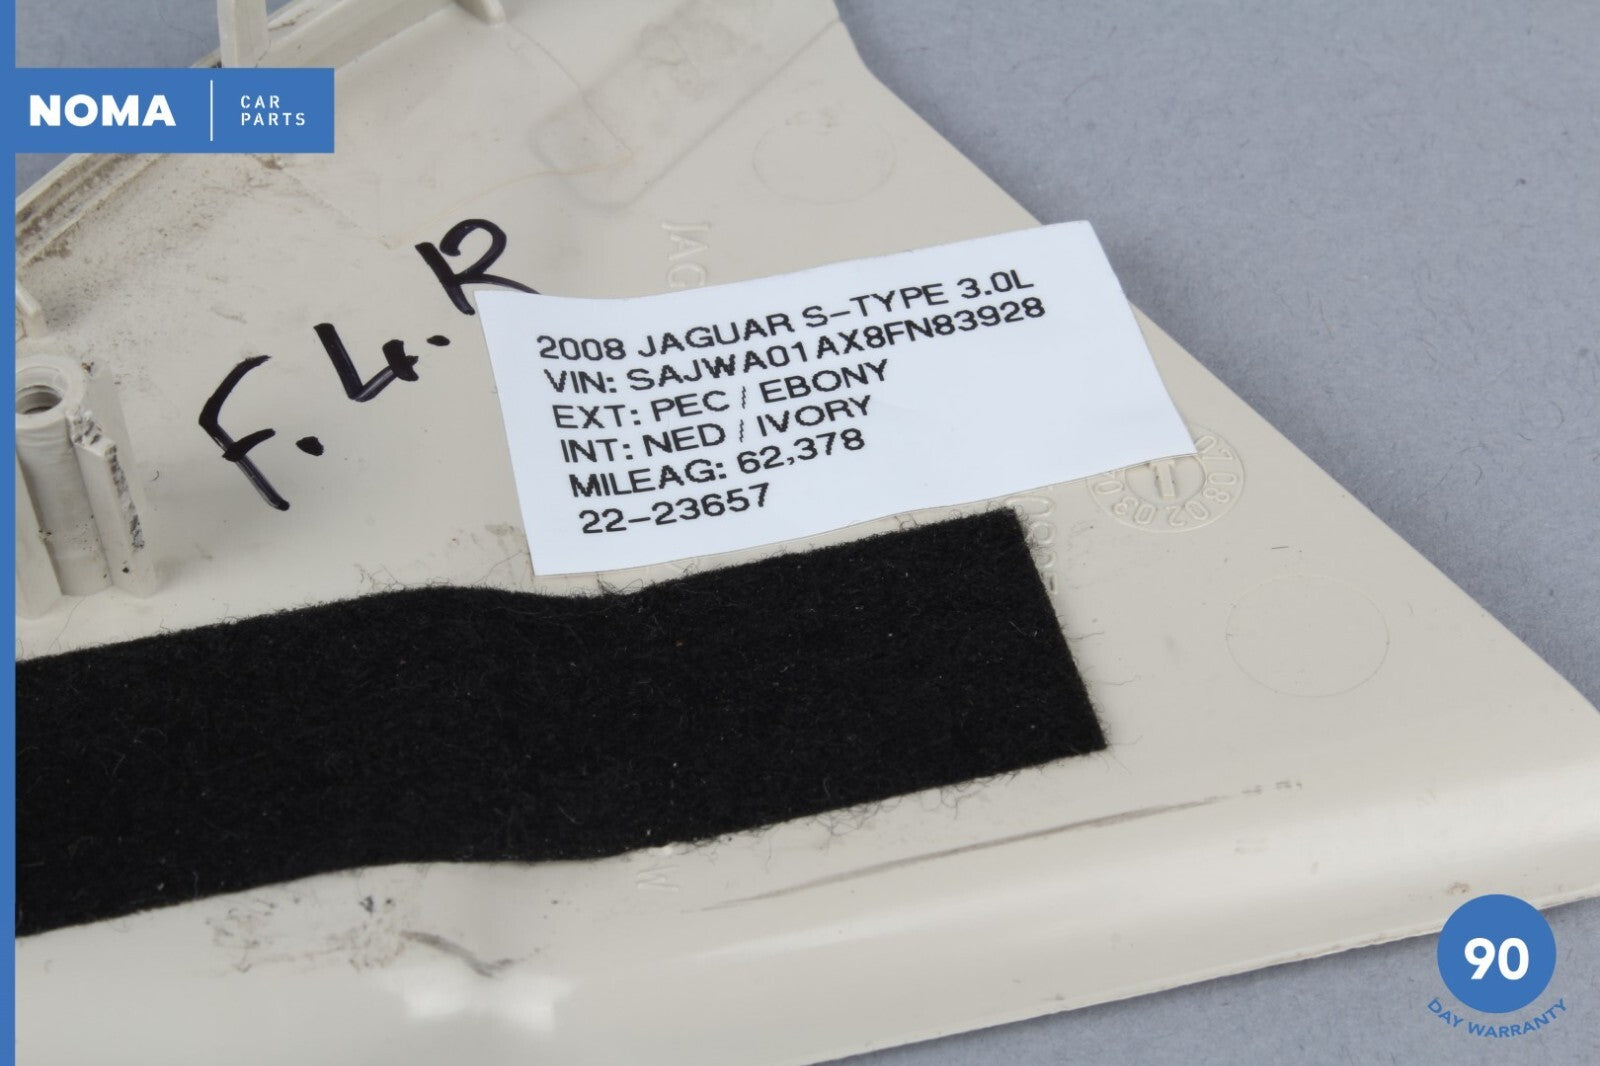 NOMA
CAR
PARTS
F.L.R
JAG
2008 JAGUAR S-TYPE 3.0L
VIN: SAJWA01AX8FN83928
EXT: PEC / EBONY
INT: NED / IVORY
MILEAG: 62,378
22-23657
90
DAY WARRANTY